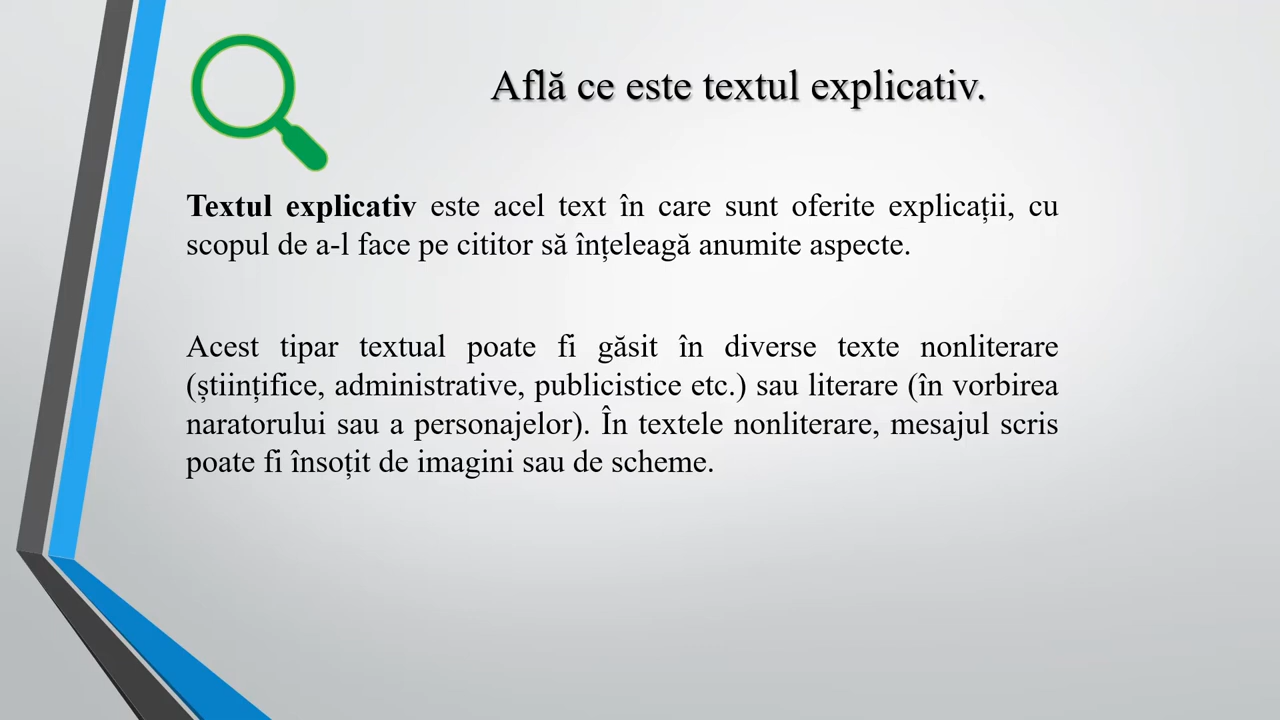 Află ce este textul explicativ.
Textul explicativ este acel text în care sunt oferite explicații, cu
scopul de a-l face pe cititor să înțeleagă anumite aspecte.
Acest tipar textual poate fi găsit în diverse texte nonliterare
(științifice, administrative, publicistice etc.) sau literare (în vorbirea
naratorului sau a personajelor). În textele nonliterare, mesajul scris
poate fi însoțit de imagini sau de scheme.